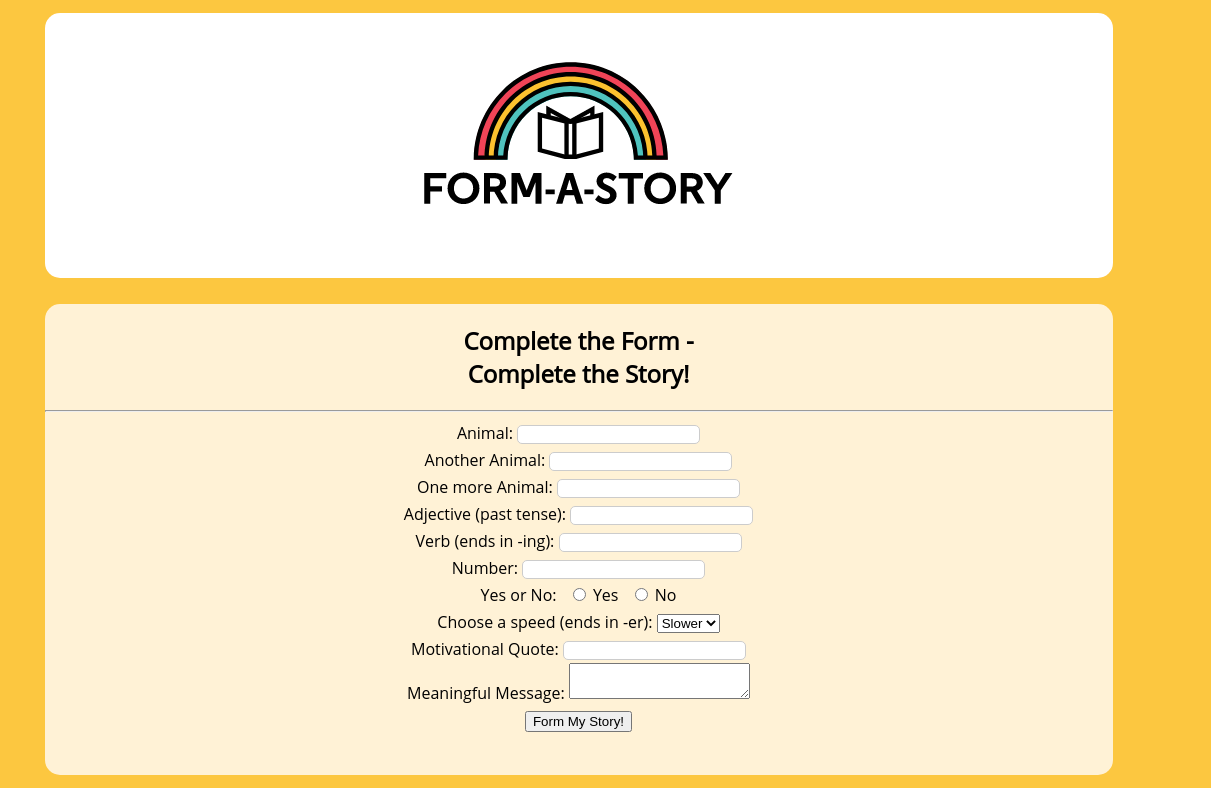 FORM-A-STORY
Complete the Form -
Complete the Story!
Animal:
Another Animal:
One more Animal:
Adjective (past tense):
Verb (ends in -ing):
Number:
Yes or No: Yes No
Choose a speed (ends in -er): Slower
Motivational Quote:
Meaningful Message:
Form My Story!